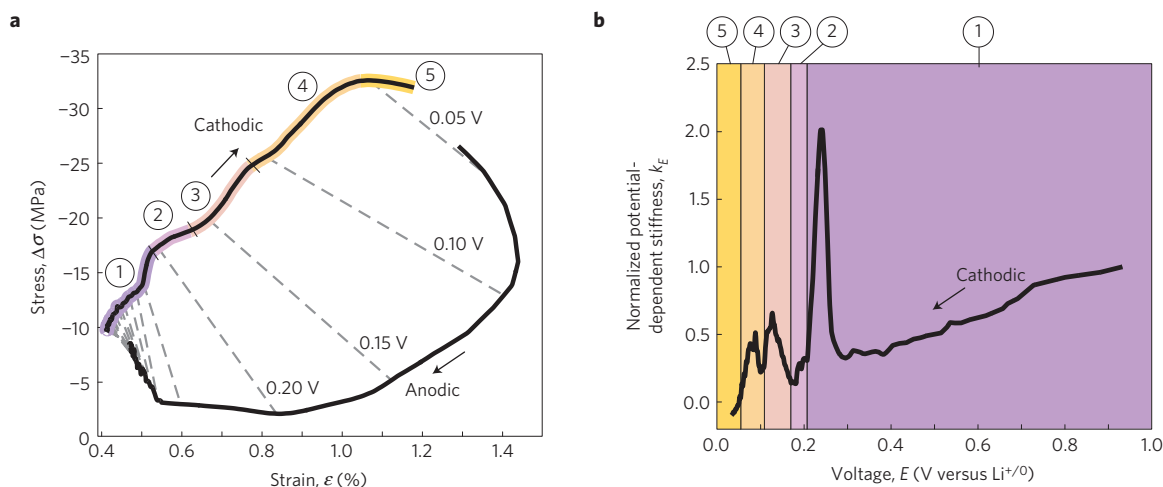 a
−35
−30
−25
−20
−15
−10
−5
0
Stress, Δσ (MPa)
0.4
0.6
0.8
1.0
1.2
1.4
Strain, ε (%)
1
2
3
4
5
Cathodic
Anodic
0.05 V
0.10 V
0.15 V
0.20 V
b
5
4
3
2
1
2.5
2.0
1.5
1.0
0.5
0.0
Normalized potential-
dependent stiffness, k_E
Cathodic
0.0
0.2
0.4
0.6
0.8
1.0
Voltage, E (V versus Li⁺/⁰)